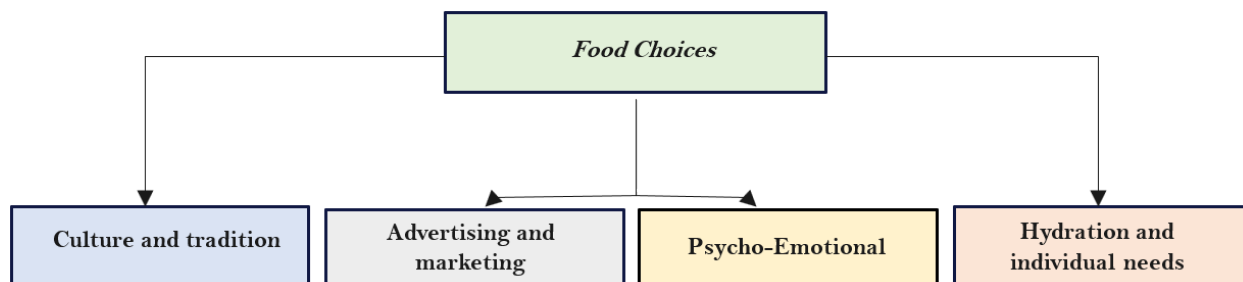 Food Choices
Culture and tradition
Advertising and
marketing
Psycho-Emotional
Hydration and
individual needs